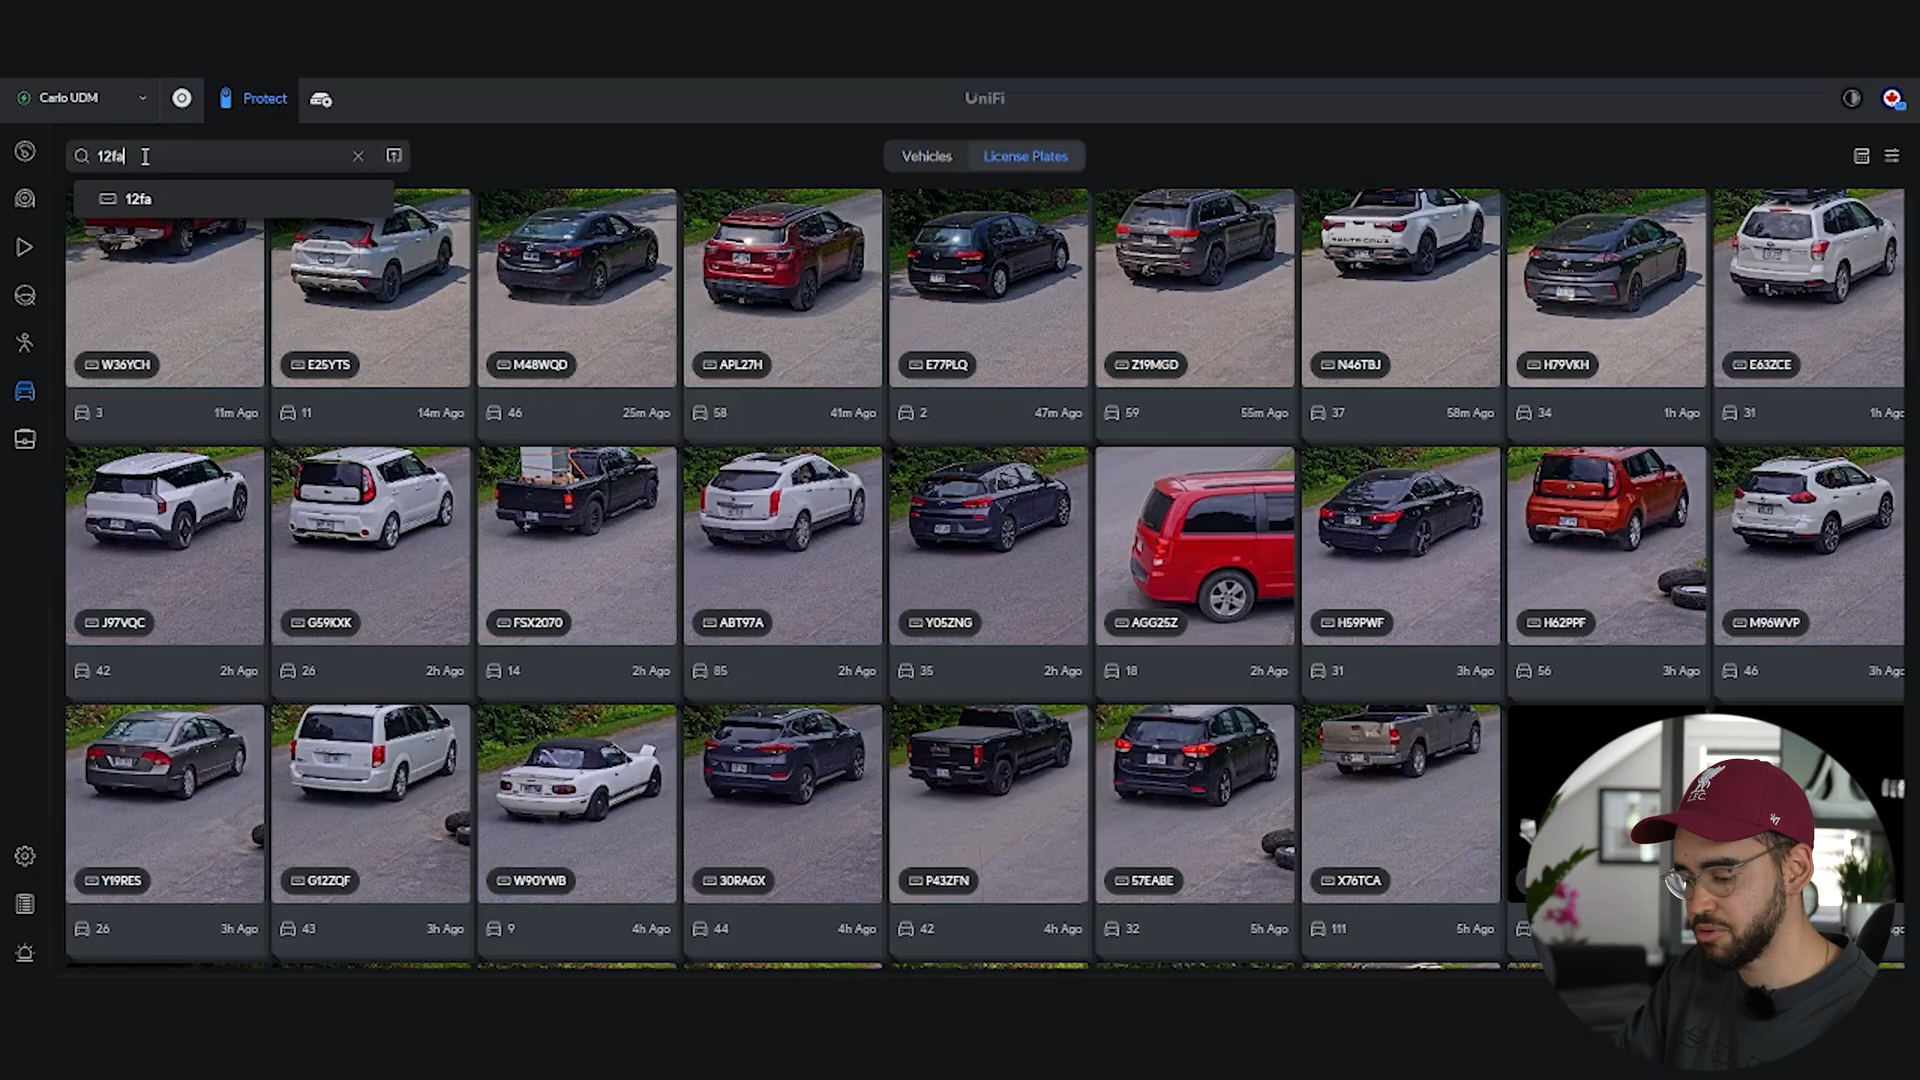 Carlo UDM
Protect
UniFi
12fa
Vehicles
License Plates
12fa
SANTA CRUZ
W36YCH
E25YTS
M48WQD
APL27H
E77PLQ
Z19MGD
N46TBJ
H79VKH
E63ZCE
3 11m Ago
11 14m Ago
46 25m Ago
58 41m Ago
2 47m Ago
59 55m Ago
37 58m Ago
34 1h Ago
31 1h Ago
J97VQC
G59KXK
FSX2070
ABT97A
Y05ZNG
AGG25Z
H59PWF
H62PPF
M96WVP
42 2h Ago
26 2h Ago
14 2h Ago
85 2h Ago
35 2h Ago
18 2h Ago
31 3h Ago
56 3h Ago
46 3h Ago
Y19RES
G12ZQF
W90YWB
30RAGX
P43ZFN
57EABE
X76TCA
L.F.C.
'47
26 3h Ago
43 3h Ago
9 4h Ago
44 4h Ago
42 4h Ago
32 5h Ago
111 5h Ago